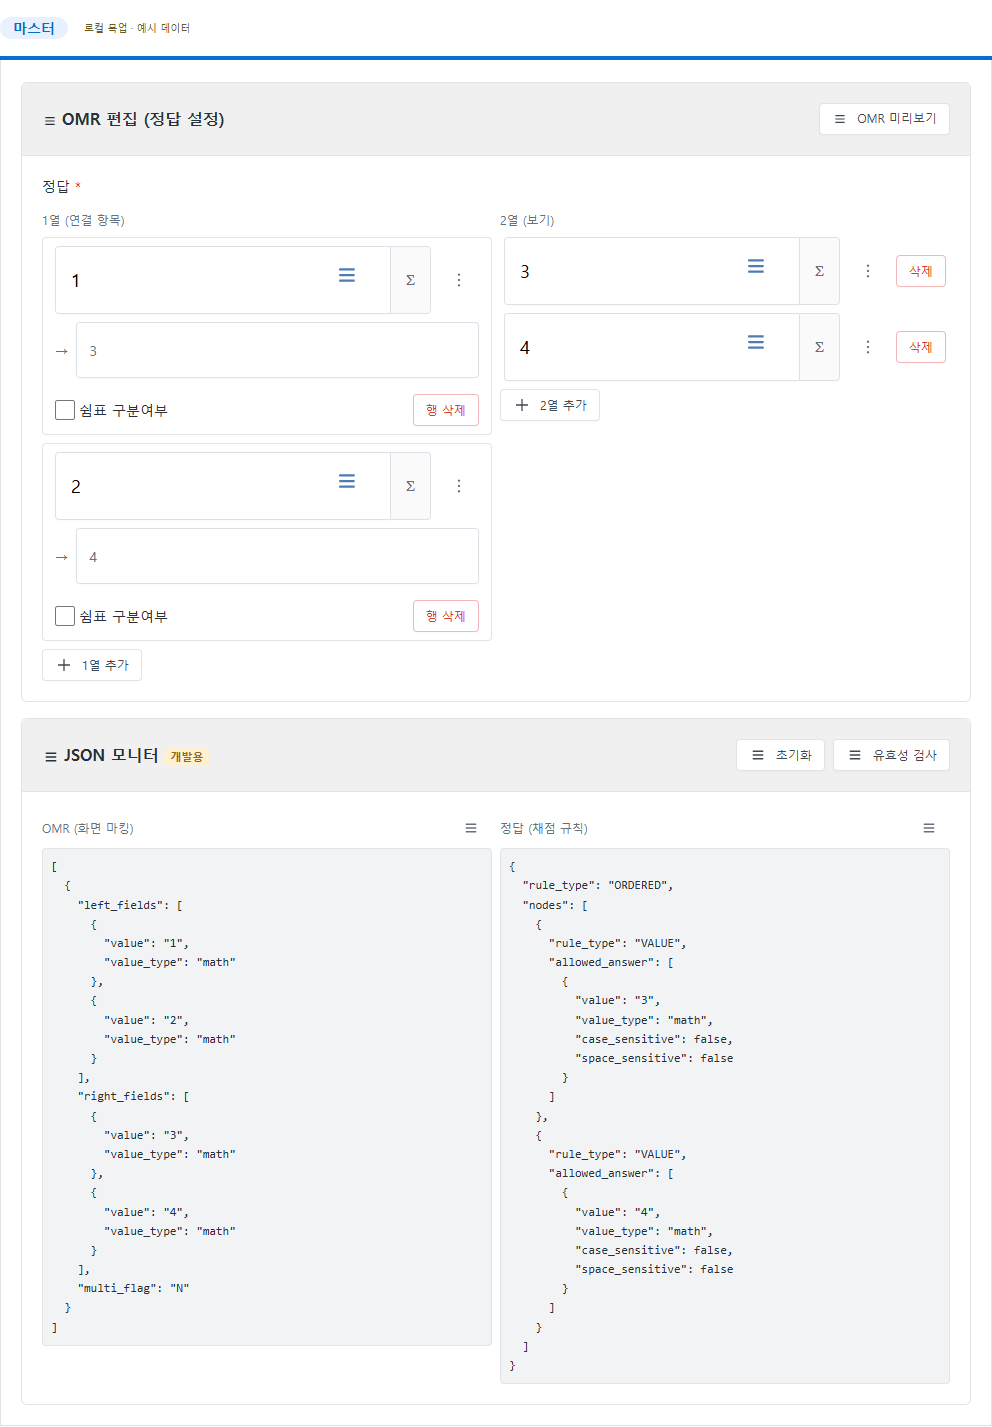 마스터 로컬 목업 · 예시 데이터
OMR 편집 (정답 설정)
OMR 미리보기
정답 *
1열 (연결 항목)
1
Σ
→ 3
쉼표 구분여부
행 삭제
2
Σ
→ 4
쉼표 구분여부
행 삭제
+ 1열 추가
2열 (보기)
3
Σ
삭제
4
Σ
삭제
+ 2열 추가
JSON 모니터 개발용
초기화
유효성 검사
OMR (화면 마킹)
[
  {
    "left_fields": [
      {
        "value": "1",
        "value_type": "math"
      },
      {
        "value": "2",
        "value_type": "math"
      }
    ],
    "right_fields": [
      {
        "value": "3",
        "value_type": "math"
      },
      {
        "value": "4",
        "value_type": "math"
      }
    ],
    "multi_flag": "N"
  }
]
정답 (채점 규칙)
{
  "rule_type": "ORDERED",
  "nodes": [
    {
      "rule_type": "VALUE",
      "allowed_answer": [
        {
          "value": "3",
          "value_type": "math",
          "case_sensitive": false,
          "space_sensitive": false
        }
      ]
    },
    {
      "rule_type": "VALUE",
      "allowed_answer": [
        {
          "value": "4",
          "value_type": "math",
          "case_sensitive": false,
          "space_sensitive": false
        }
      ]
    }
  ]
}